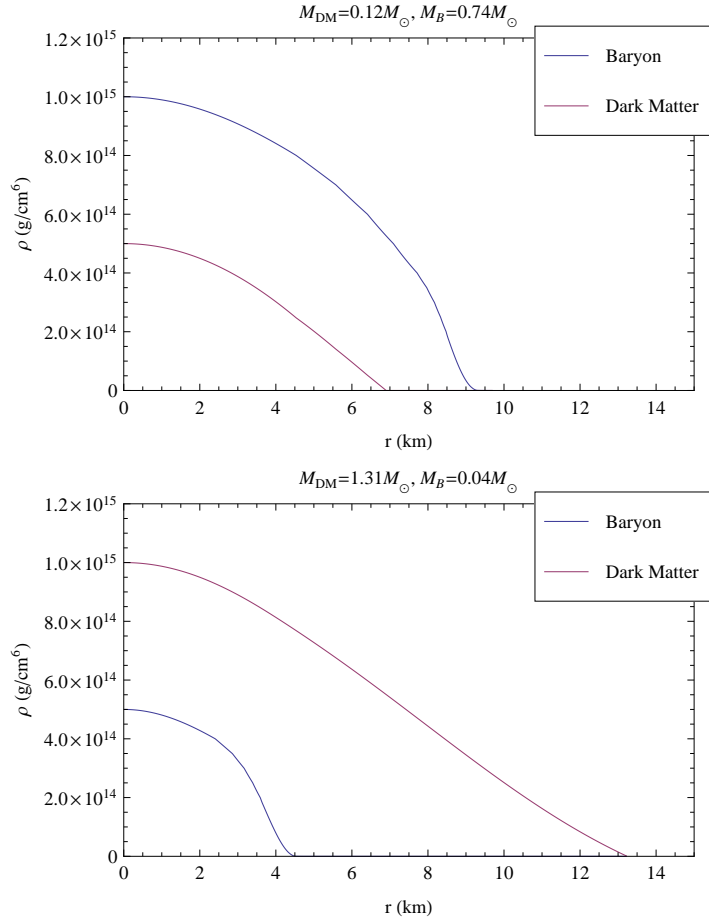 M_DM=0.12M_⊙, M_B=0.74M_⊙
Baryon
Dark Matter
1.2×10^15
1.0×10^15
8.0×10^14
6.0×10^14
4.0×10^14
2.0×10^14
0
ρ (g/cm^6)
0 2 4 6 8 10 12 14
r (km)
M_DM=1.31M_⊙, M_B=0.04M_⊙
Baryon
Dark Matter
1.2×10^15
1.0×10^15
8.0×10^14
6.0×10^14
4.0×10^14
2.0×10^14
0
ρ (g/cm^6)
0 2 4 6 8 10 12 14
r (km)